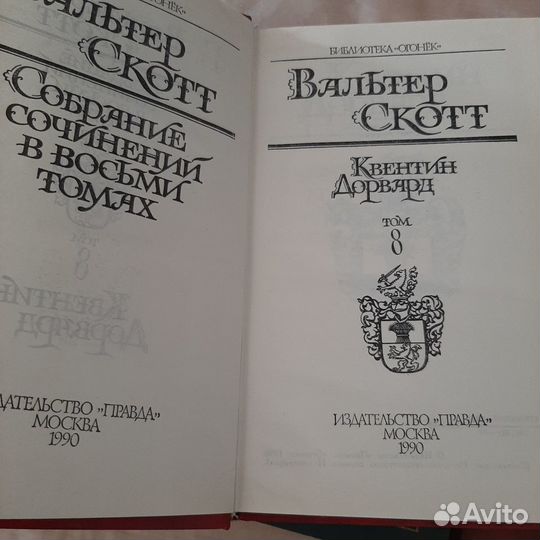 «ОГОНЁК»
ВАЛЬТЕР
СКОТТ
СОБРАНИЕ
СОЧИНЕНИЙ
В ВОСЬМИ
ТОМАХ
ИЗДАТЕЛЬСТВО „ПРАВДА”
МОСКВА
1990
БИБЛИОТЕКА «ОГОНЁК»
ВАЛЬТЕР
СКОТТ
КВЕНТИН
ДОРВАРД
ТОМ
8
ИЗДАТЕЛЬСТВО „ПРАВДА”
МОСКВА
1990
Avito